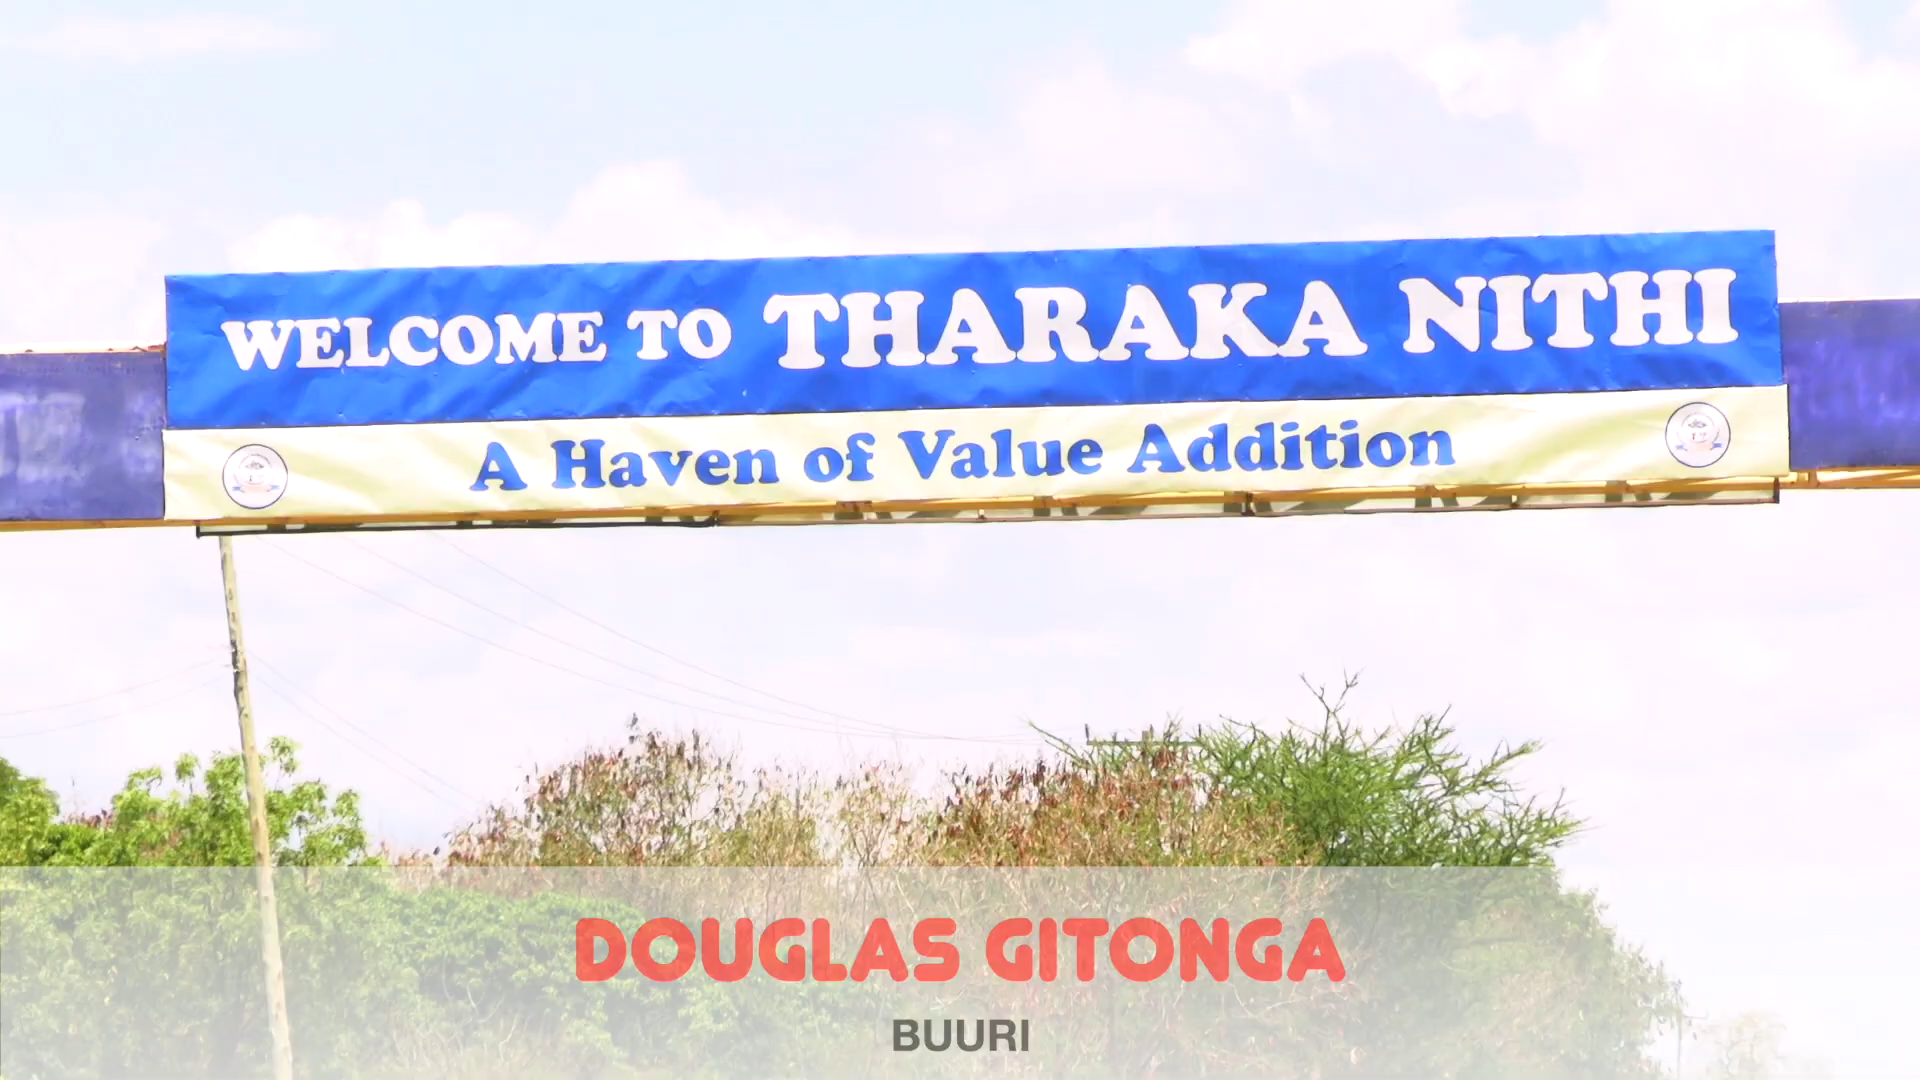 WELCOME TO THARAKA NITHI
A Haven of Value Addition
DOUGLAS GITONGA
BUURI